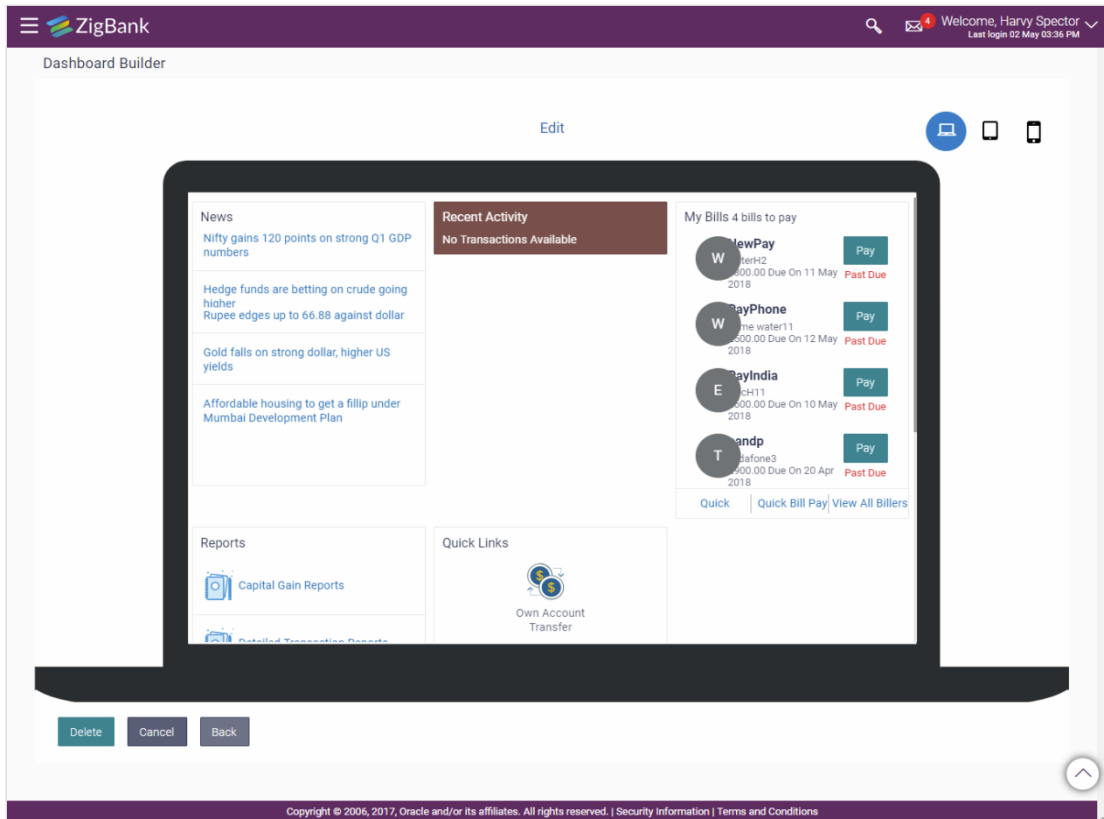 ZigBank
4
Welcome, Harvy Spector
Last login 02 May 03:36 PM
Dashboard Builder
Edit
News
Nifty gains 120 points on strong Q1 GDP
numbers
Hedge funds are betting on crude going
higher
Rupee edges up to 66.88 against dollar
Gold falls on strong dollar, higher US
yields
Affordable housing to get a fillip under
Mumbai Development Plan
Recent Activity
No Transactions Available
My Bills 4 bills to pay
W
Pay
Due On 11 May
2018
Past Due
W
PayPhone
Pay
water11
Due On 12 May
2018
Past Due
E
PayIndia
Pay
Due On 10 May
2018
Past Due
T
Pay
Due On 20 Apr
2018
Past Due
Quick
Quick Bill Pay
View All Billers
Reports
Capital Gain Reports
Detailed Transaction Reports
Quick Links
$
$
Own Account
Transfer
Delete
Cancel
Back
Copyright © 2006, 2017, Oracle and/or its affiliates. All rights reserved. | Security Information | Terms and Conditions